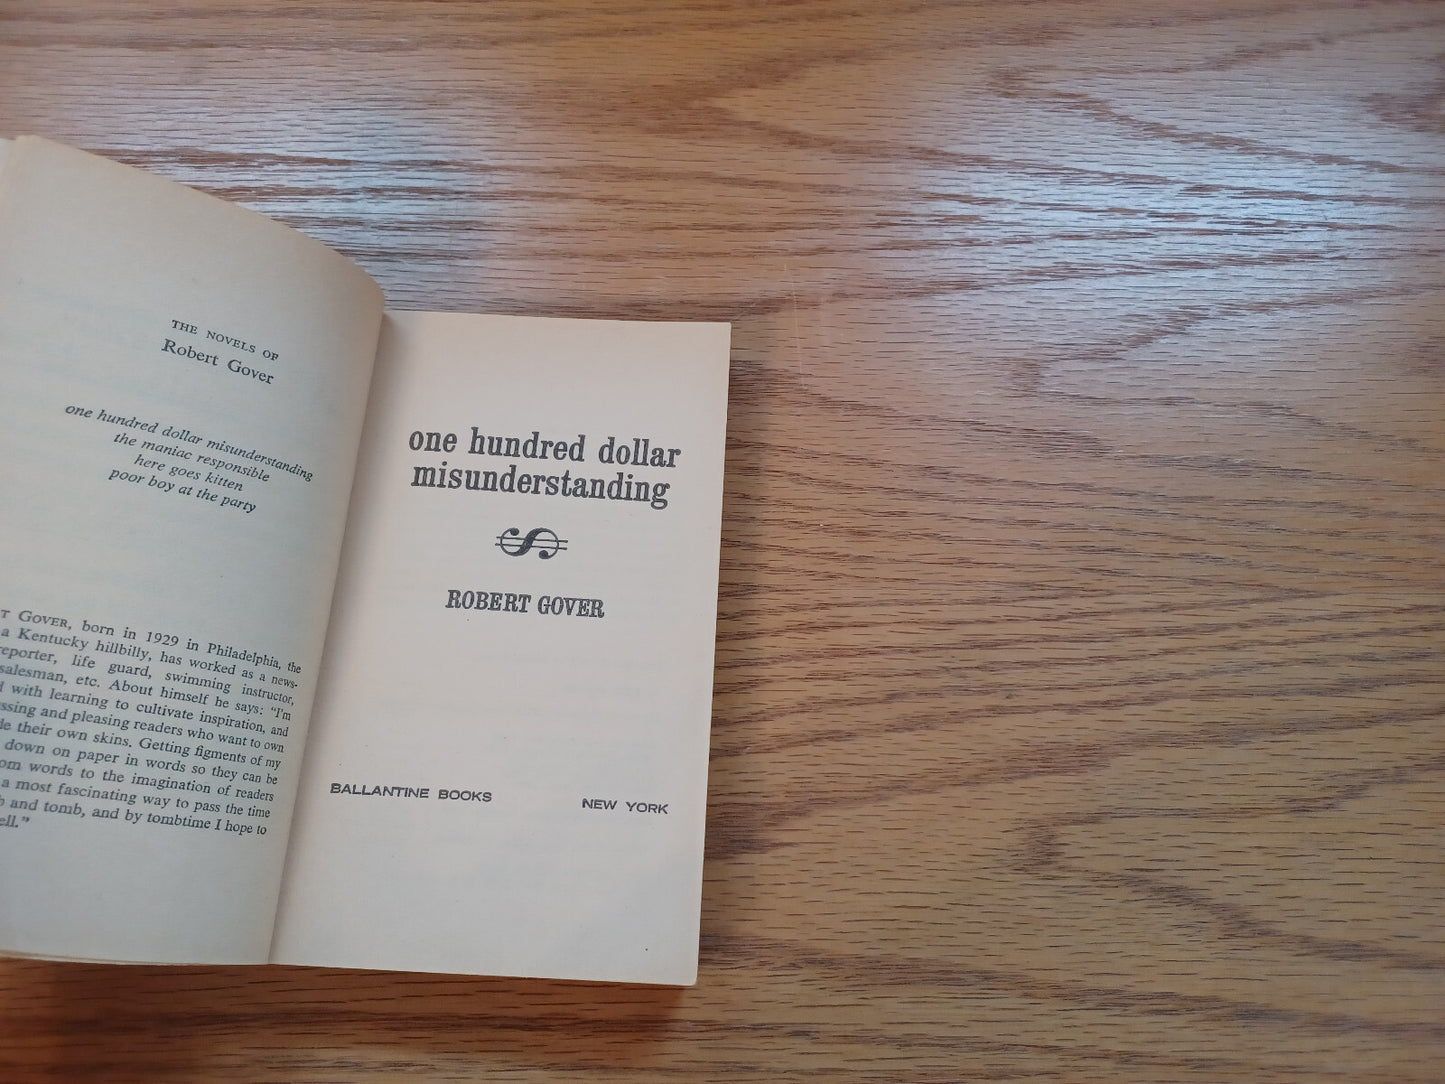 THE NOVELS OF
Robert Gover
one hundred dollar misunderstanding
the maniac responsible
here goes kitten
poor boy at the party
T GOVER, born in 1929 in Philadelphia, the
a Kentucky hillbilly, has worked as a news-
reporter, life guard, swimming instructor,
salesman, etc. About himself he says: "I'm
with learning to cultivate inspiration, and
ssing and pleasing readers who want to own
de their own skins. Getting figments of my
down on paper in words so they can be
om words to the imagination of readers
a most fascinating way to pass the time
b and tomb, and by tombtime I hope to
ell."
one hundred dollar
misunderstanding
ROBERT GOVER
BALLANTINE BOOKS NEW YORK